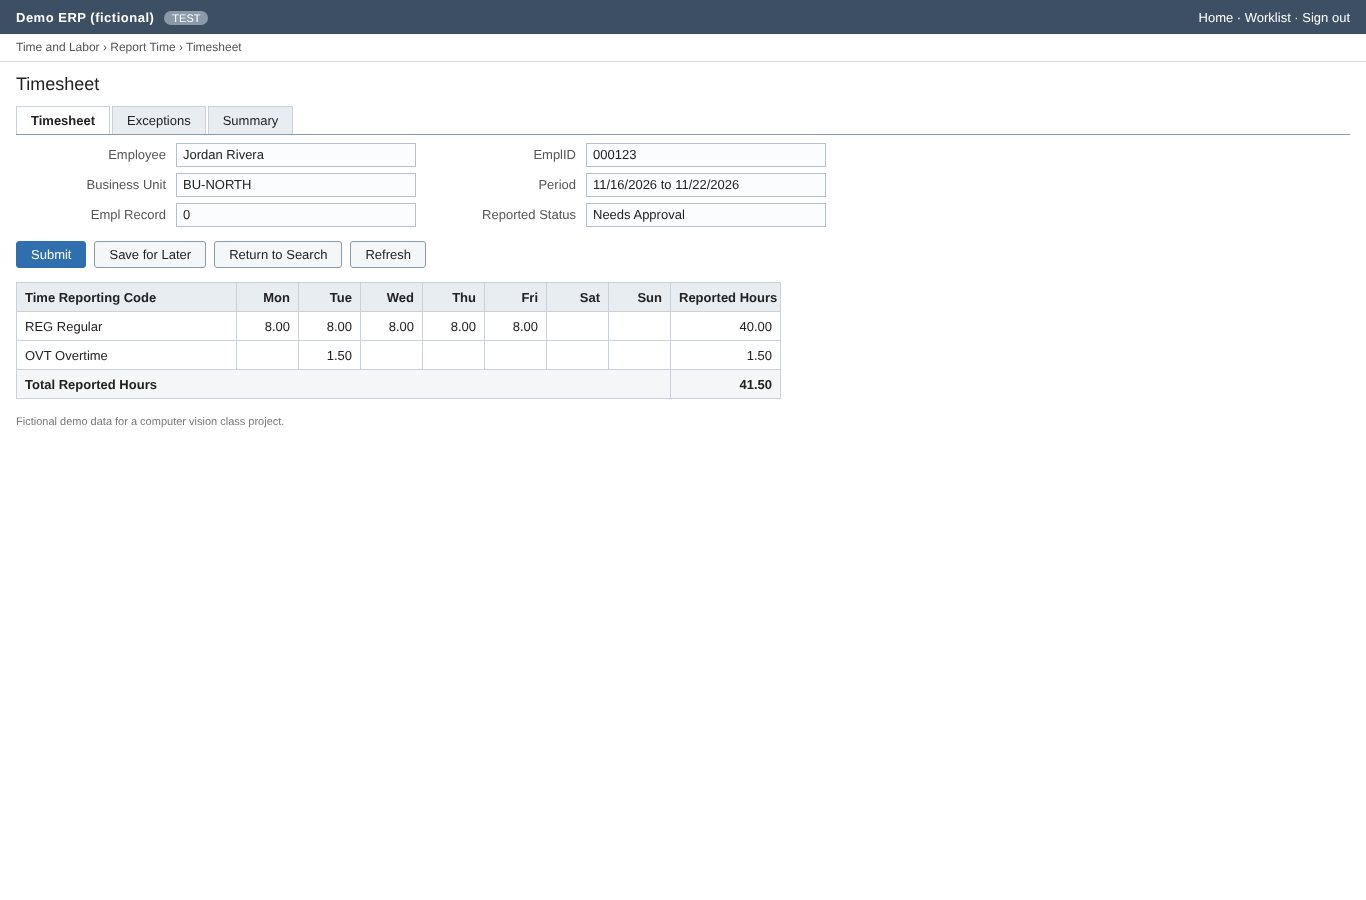 Demo ERP (fictional) TEST Home · Worklist · Sign out
Time and Labor › Report Time › Timesheet
Timesheet
Timesheet Exceptions Summary
Employee Jordan Rivera EmplID 000123
Business Unit BU-NORTH Period 11/16/2026 to 11/22/2026
Empl Record 0 Reported Status Needs Approval
Submit Save for Later Return to Search Refresh
Time Reporting Code Mon Tue Wed Thu Fri Sat Sun Reported Hours
REG Regular 8.00 8.00 8.00 8.00 8.00 40.00
OVT Overtime 1.50 1.50
Total Reported Hours 41.50
Fictional demo data for a computer vision class project.